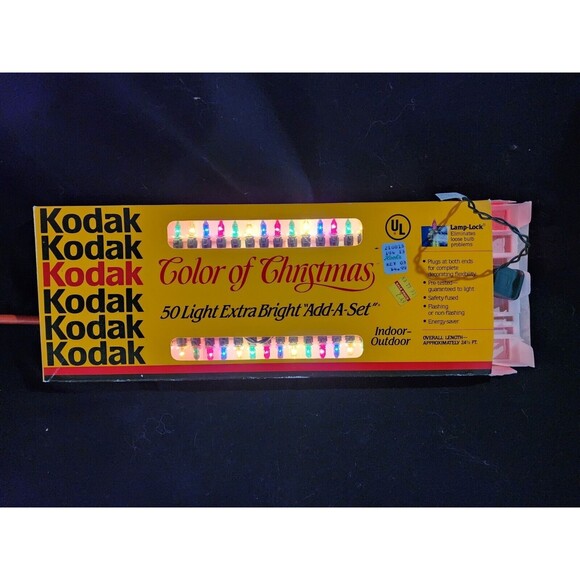 Kodak
Kodak
Kodak
Kodak
Kodak
Kodak
Color of Christmas
50 Light Extra Bright "Add-A-Set"
Indoor-
Outdoor
UL
Lamp-Lock
Eliminates
loose bulb
problems
• Plugs at both ends
for complete
decorating flexibility
• Pre-tested
guaranteed to light
• Safety fused
• Flashing
or non-flashing
• Energy saver
OVERALL LENGTH—
APPROXIMATELY 24½ FT.